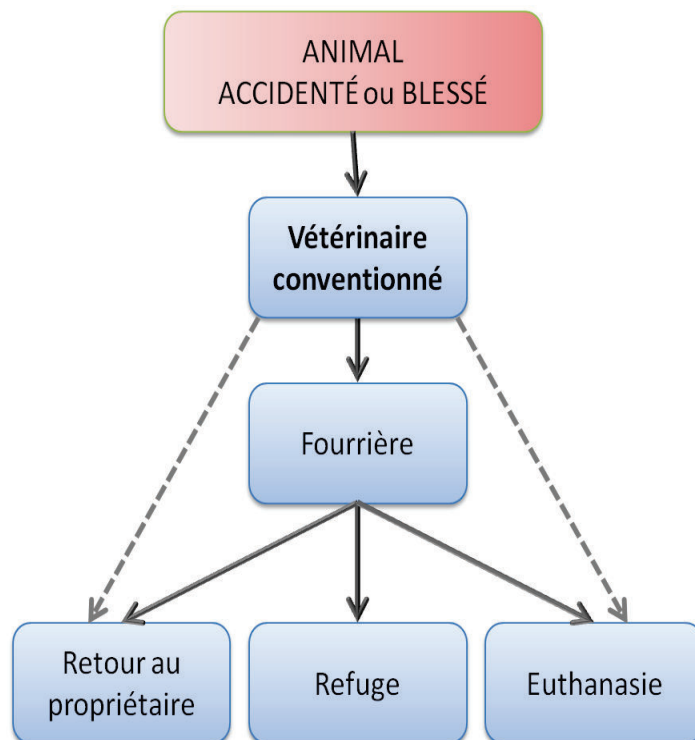 ANIMAL
ACCIDENTÉ ou BLESSÉ
Vétérinaire
conventionné
Fourrière
Retour au
propriétaire
Refuge
Euthanasie